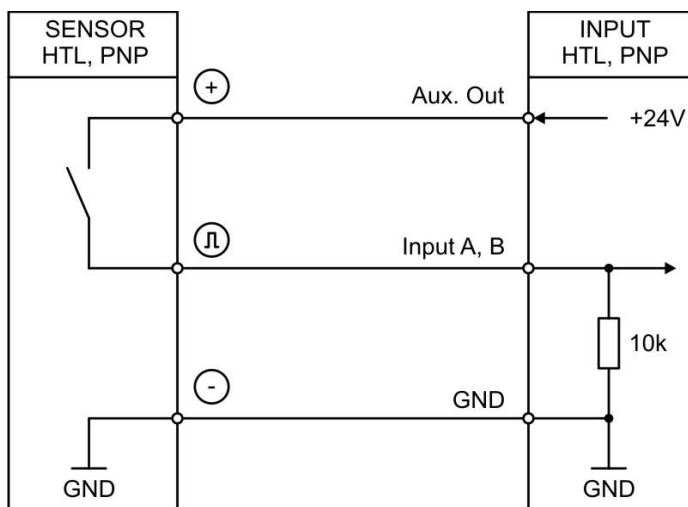 SENSOR
HTL, PNP
INPUT
HTL, PNP
+
Aux. Out
+24V
Input A, B
10k
-
GND
GND
GND